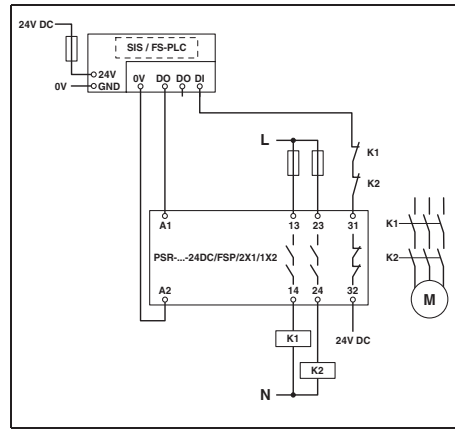 24V DC
SIS / FS-PLC
24V
0V DO DO DI
0V GND
L
K1
K2
A1 13 23 31
PSR-...-24DC/FSP/2X1/1X2
K1
K2
A2 14 24 32
M
K1
24V DC
K2
N